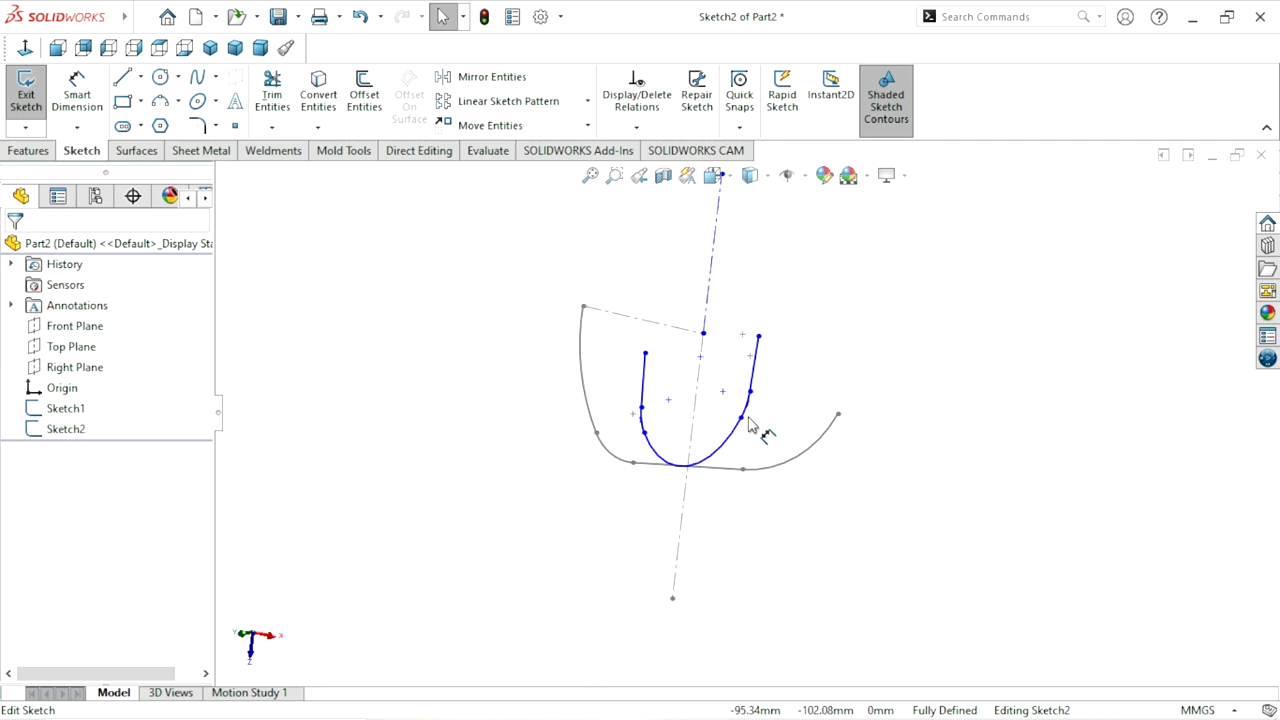 SOLIDWORKS
Sketch2 of Part2 *
Search Commands
Exit Sketch
Smart Dimension
Trim Entities
Convert Entities
Offset Entities
Offset On Surface
Mirror Entities
Linear Sketch Pattern
Move Entities
Display/Delete Relations
Repair Sketch
Quick Snaps
Rapid Sketch
Instant2D
Shaded Sketch Contours
Features
Sketch
Surfaces
Sheet Metal
Weldments
Mold Tools
Direct Editing
Evaluate
SOLIDWORKS Add-Ins
SOLIDWORKS CAM
Part2 (Default) <<Default>_Display Sta
History
Sensors
Annotations
Front Plane
Top Plane
Right Plane
Origin
Sketch1
Sketch2
Y
X
Z
Model
3D Views
Motion Study 1
Edit Sketch
-95.34mm
-102.08mm
0mm
Fully Defined
Editing Sketch2
MMGS